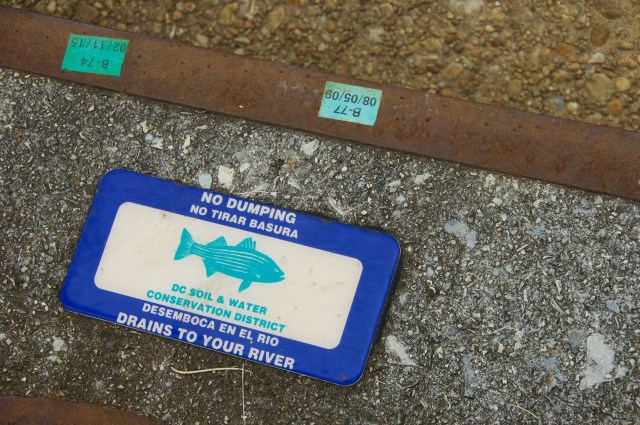 B-74
02/11/15
B-77
08/05/09
NO DUMPING
NO TIRAR BASURA
DC SOIL & WATER
CONSERVATION DISTRICT
DESEMBOCA EN EL RIO
DRAINS TO YOUR RIVER